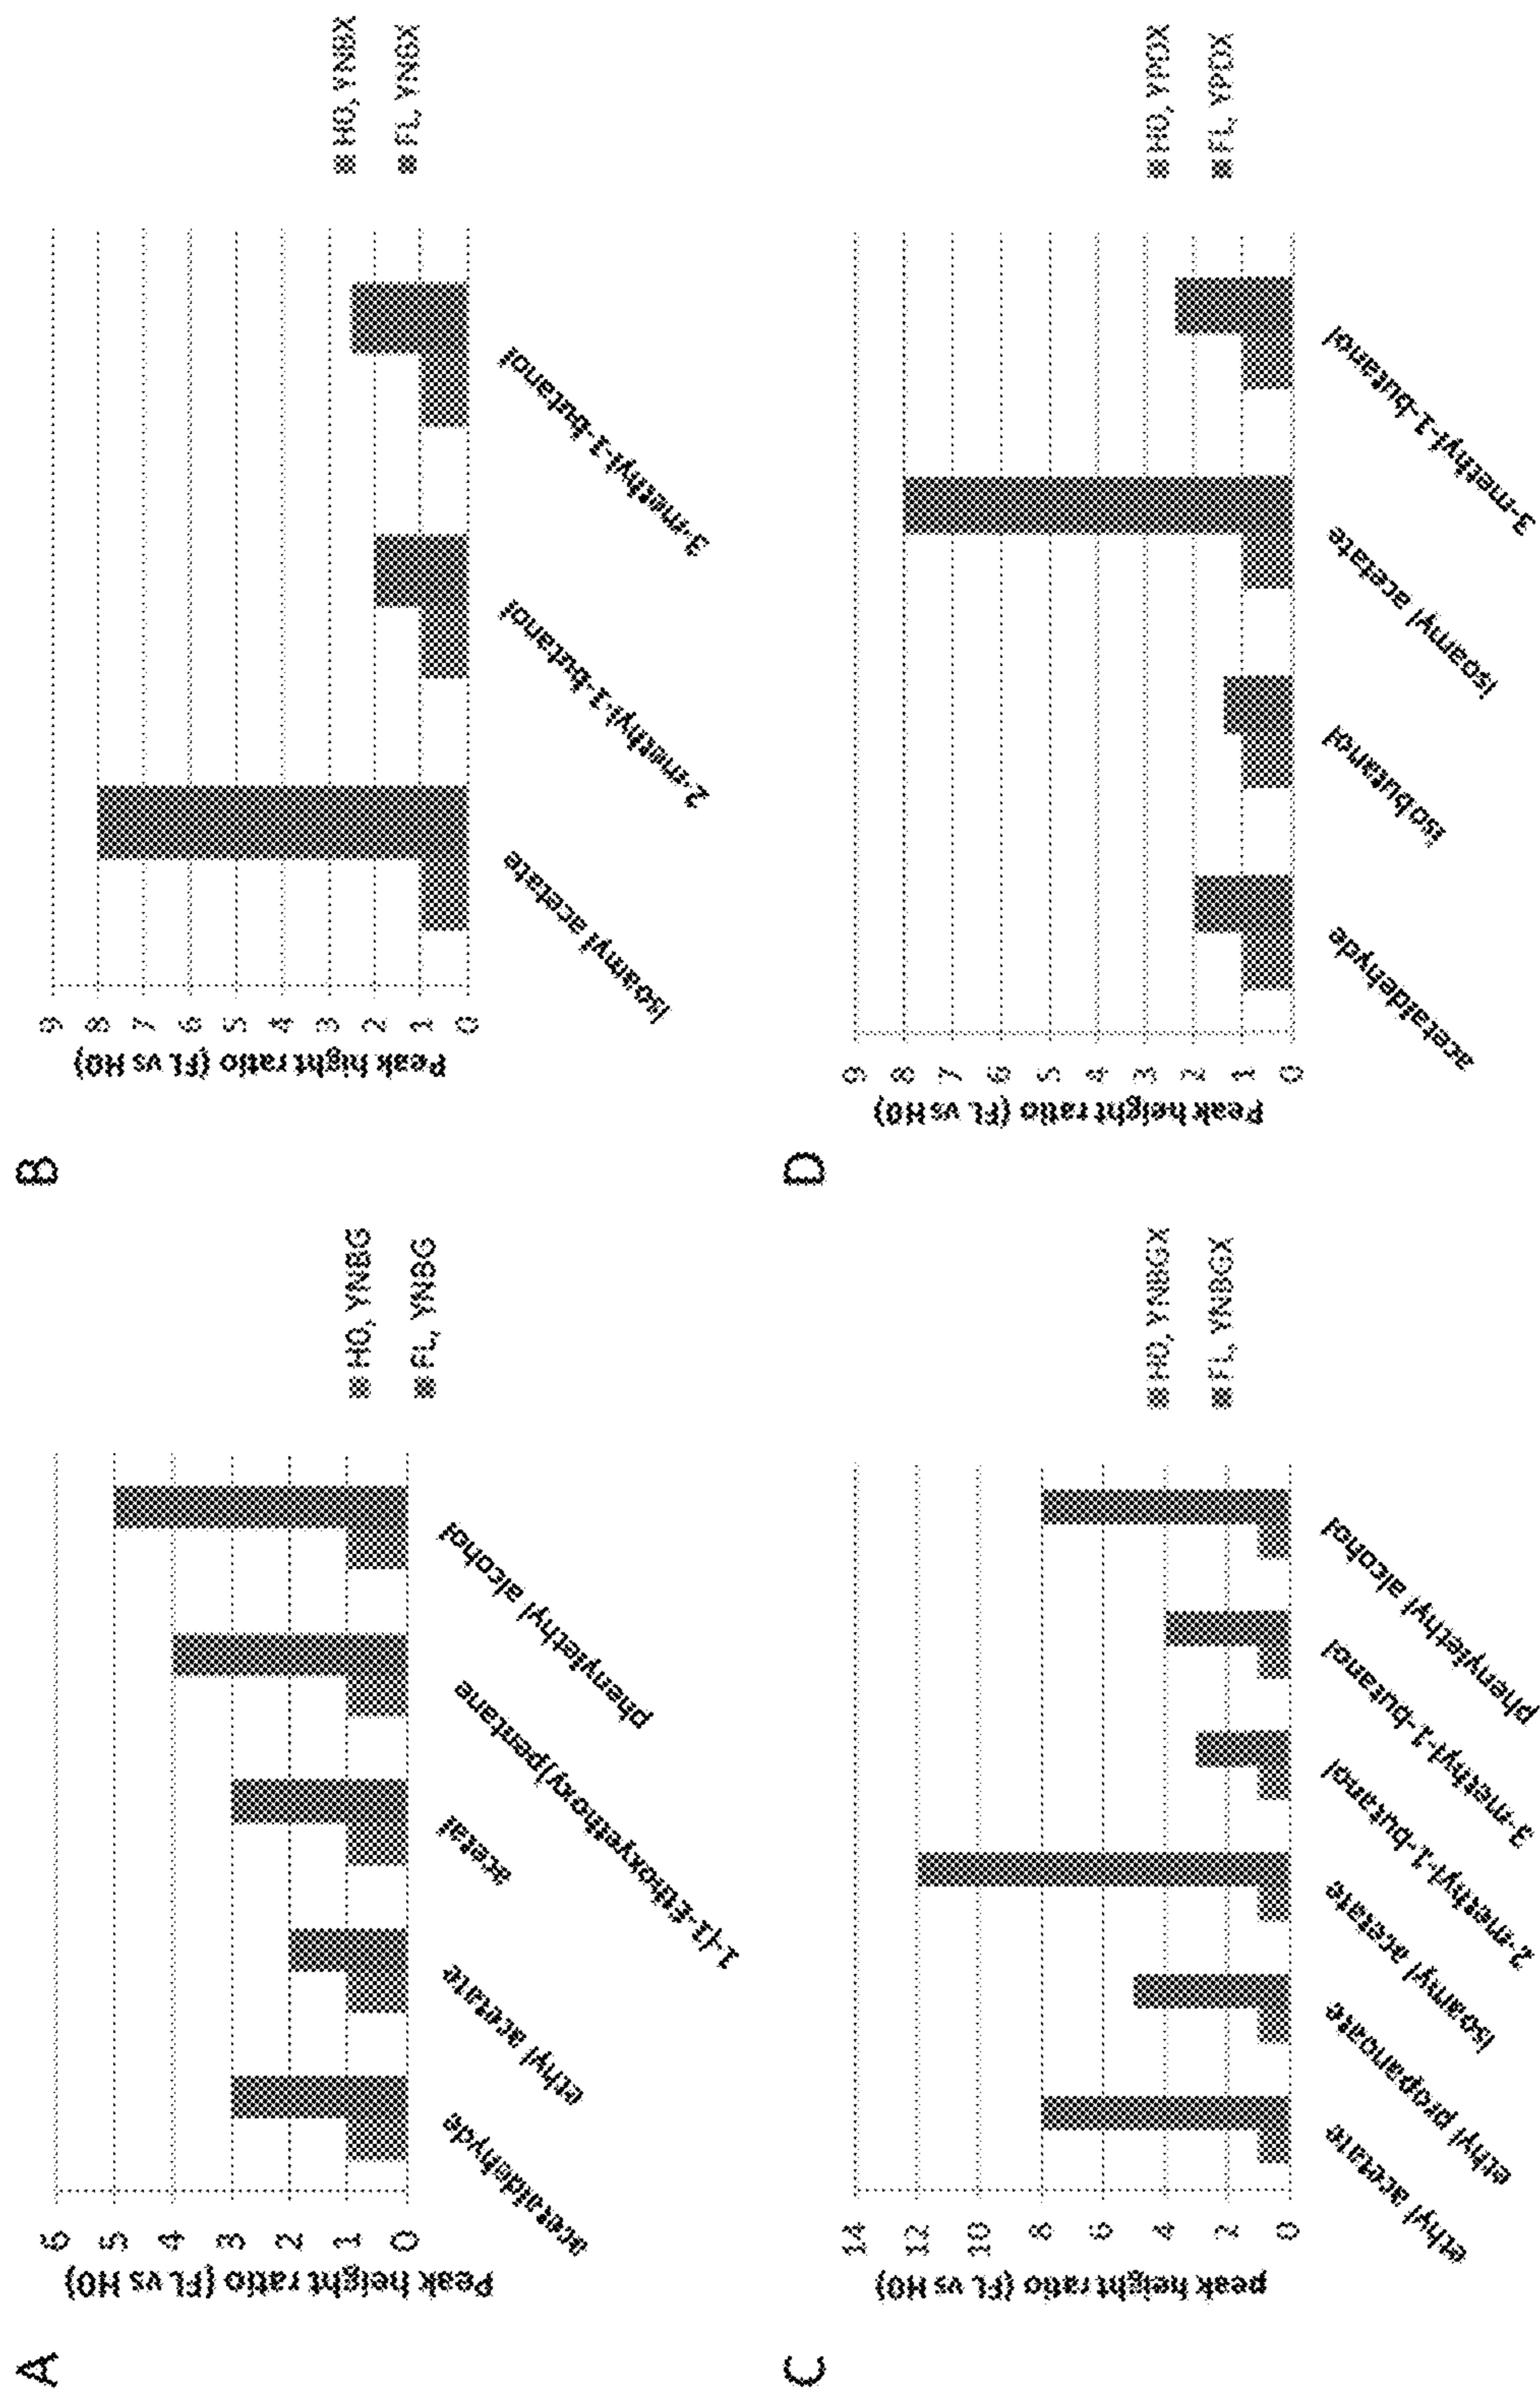 A
Peak height ratio (FL vs H0)
6
5
4
3
2
1
0
acetaldehyde
ethyl acetate
acetal
1-(1-Ethoxyethoxy)pentane
phenylethyl alcohol
H0, YNBG
FL, YNBG
B
Peak hight ratio (FL vs H0)
9
8
7
6
5
4
3
2
1
0
Isoamyl acetate
2-methyl-1-butanol
3-methyl-1-butanol
H0, YNBX
FL, YNBX
C
peak height ratio (FL vs H0)
14
12
10
8
6
4
2
0
ethyl acetate
ethyl propanoate
Isoamyl acetate
2-methyl-1-butanol
3-methyl-1-butanol
phenylethyl alcohol
H0, YNBGX
FL, YNBGX
D
Peak height ratio (FL vs H0)
9
8
7
6
5
4
3
2
1
0
acetaldehyde
isobutanol
isoamyl acetate
3-methyl-1-butanol
H0, YPDX
FL, YPDX